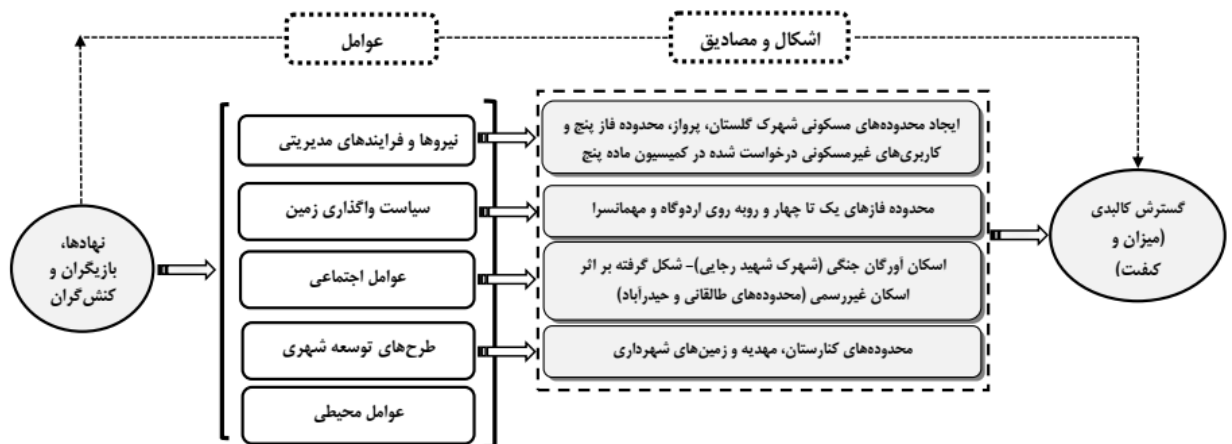 عوامل
اشکال و مصادیق
نهادها،
بازیگران و
کنش‌گران
نیروها و فرایندهای مدیریتی
سیاست واگذاری زمین
عوامل اجتماعی
طرح‌های توسعه شهری
عوامل محیطی
ایجاد محدوده‌های مسکونی شهرک گلستان، پرواز، محدوده فاز پنج و
کاربری‌های غیرمسکونی درخواست شده در کمیسیون ماده پنج
محدوده فازهای یک تا چهار و روبه روی اردوگاه و مهمانسرا
اسکان آورگان جنگی (شهرک شهید رجایی)- شکل گرفته بر اثر
اسکان غیررسمی (محدوده‌های طالقانی و حیدرآباد)
محدوده‌های کنارستان، مهدیه و زمین‌های شهرداری
گسترش کالبدی
(میزان و
کیفت)